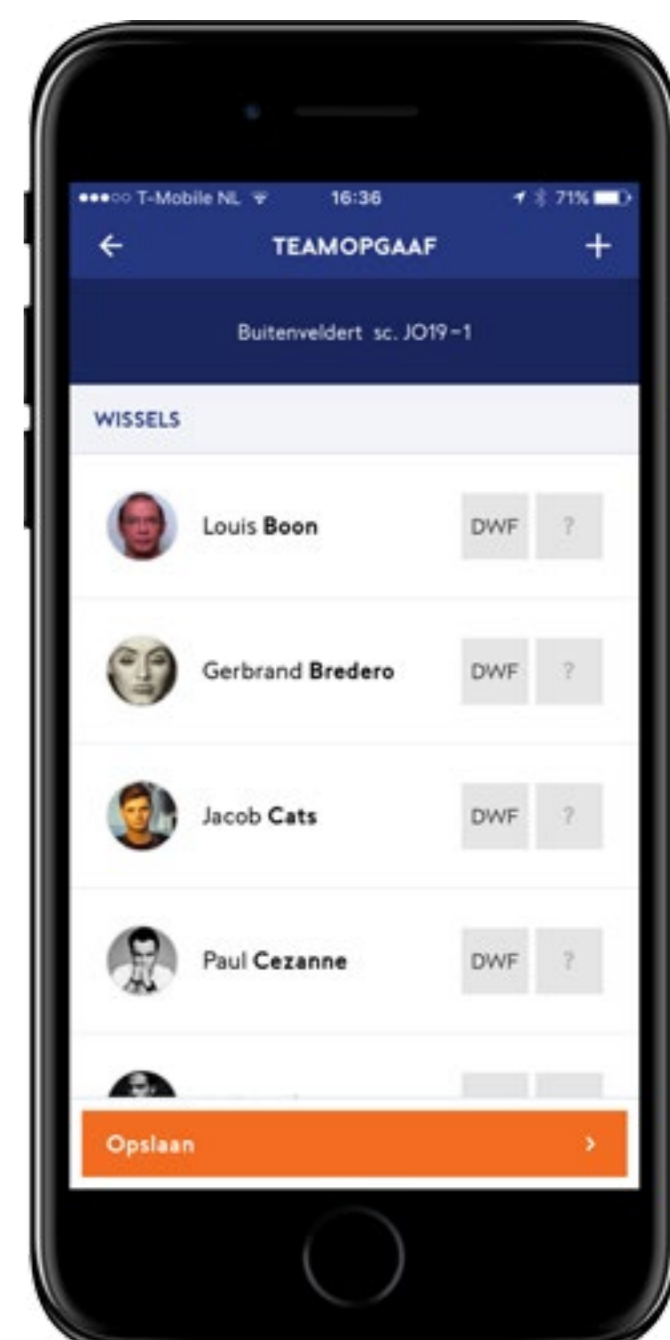 T-Mobile NL 16:36 71%
TEAMOPGAAF
Buitenveldert sc. JO19-1
WISSELS
Louis Boon DWF ?
Gerbrand Bredero DWF ?
Jacob Cats DWF ?
Paul Cezanne DWF ?
Opslaan